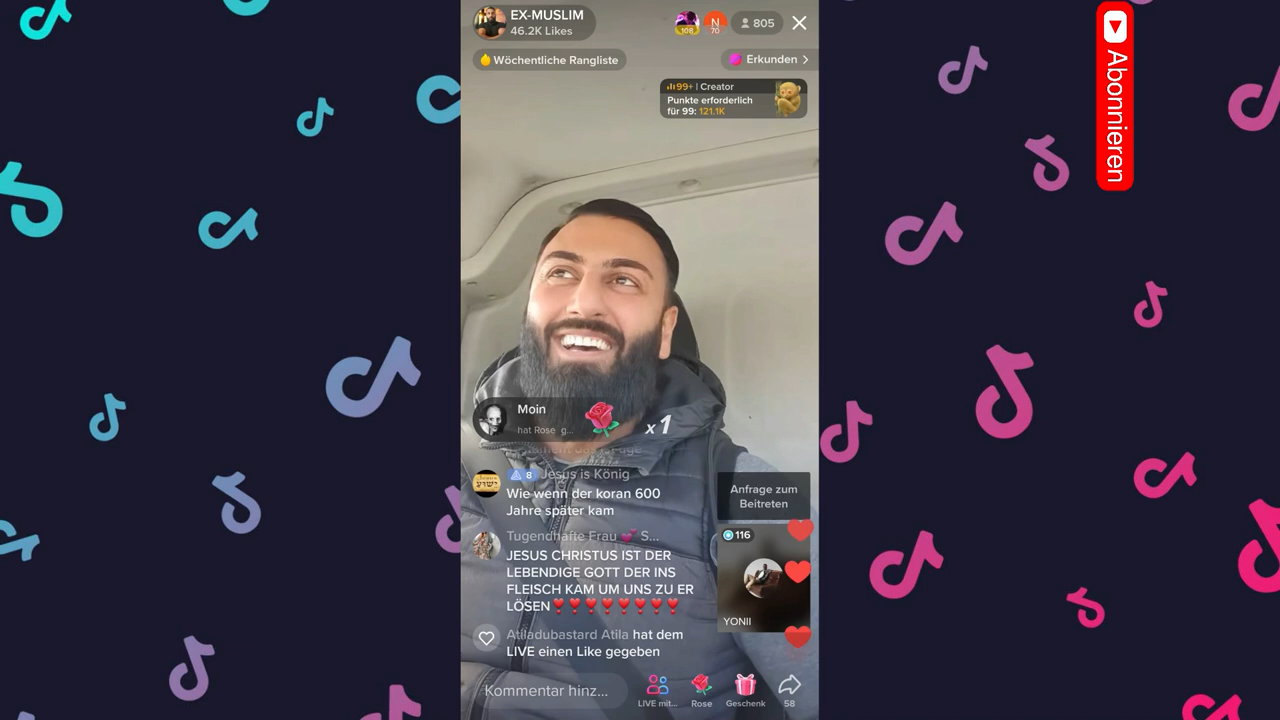 EX-MUSLIM
46.2K Likes
108
N
70
805
Wöchentliche Rangliste
Erkunden
99+ | Creator
Punkte erforderlich
für 99: 121.1K
Abonnieren
Moin
hat Rose g...
x1
8 Jesus is König
Wie wenn der koran 600
Jahre später kam
Tugendhafte Frau 💕 S...
JESUS CHRISTUS IST DER
LEBENDIGE GOTT DER INS
FLEISCH KAM UM UNS ZU ER
LÖSEN❣️❣️❣️❣️❣️❣️❣️❣️
Atiladubastard Atila hat dem
LIVE einen Like gegeben
Anfrage zum
Beitreten
116
YONII
Kommentar hinz...
LIVE mit...
Rose
Geschenk
58